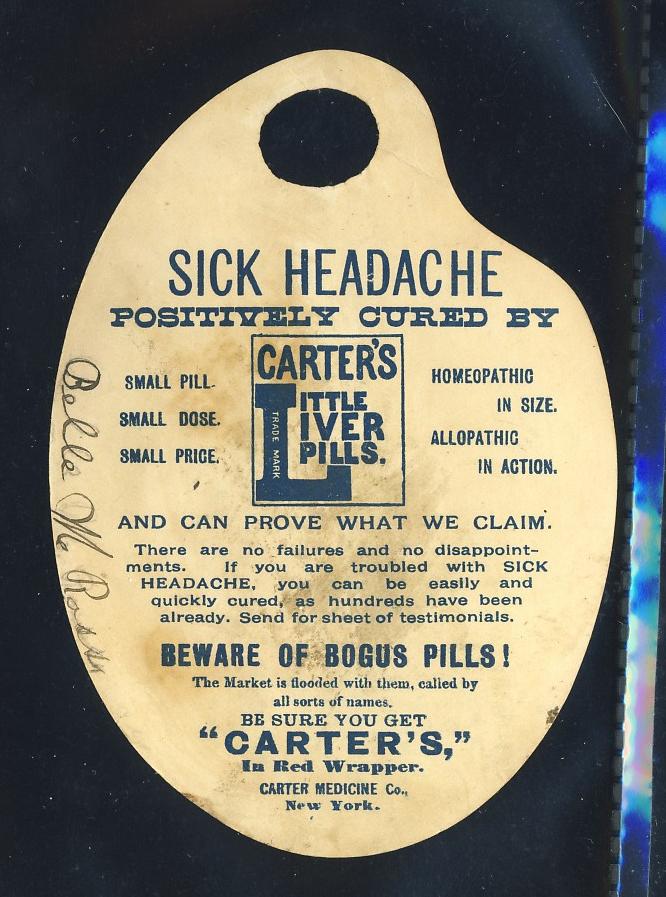 SICK HEADACHE
POSITIVELY CURED BY
SMALL PILL.
SMALL DOSE.
SMALL PRICE.
CARTER'S
LITTLE
LIVER
PILLS.
TRADE MARK
HOMEOPATHIC
IN SIZE.
ALLOPATHIC
IN ACTION.
AND CAN PROVE WHAT WE CLAIM.
There are no failures and no disappoint-
ments. If you are troubled with SICK
HEADACHE, you can be easily and
quickly cured, as hundreds have been
already. Send for sheet of testimonials.
BEWARE OF BOGUS PILLS!
The Market is flooded with them, called by
all sorts of names.
BE SURE YOU GET
"CARTER'S,"
In Red Wrapper.
CARTER MEDICINE Co.,
New York.
Belle